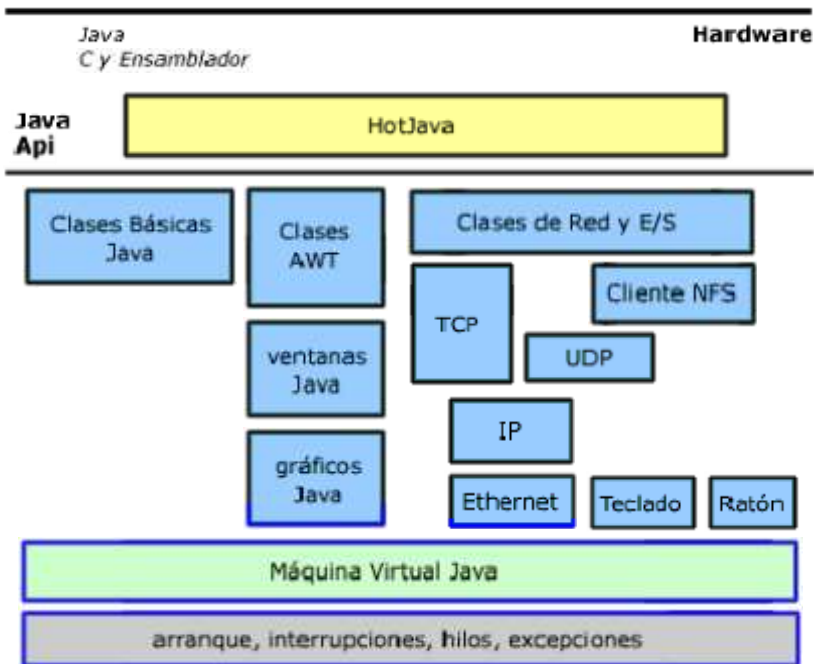 Java
Hardware
C y Ensamblador
Java
Api
HotJava
Clases Básicas
Java
Clases
AWT
Clases de Red y E/S
TCP
Cliente NFS
UDP
ventanas
Java
IP
gráficos
Java
Ethernet
Teclado
Ratón
Máquina Virtual Java
arranque, interrupciones, hilos, excepciones